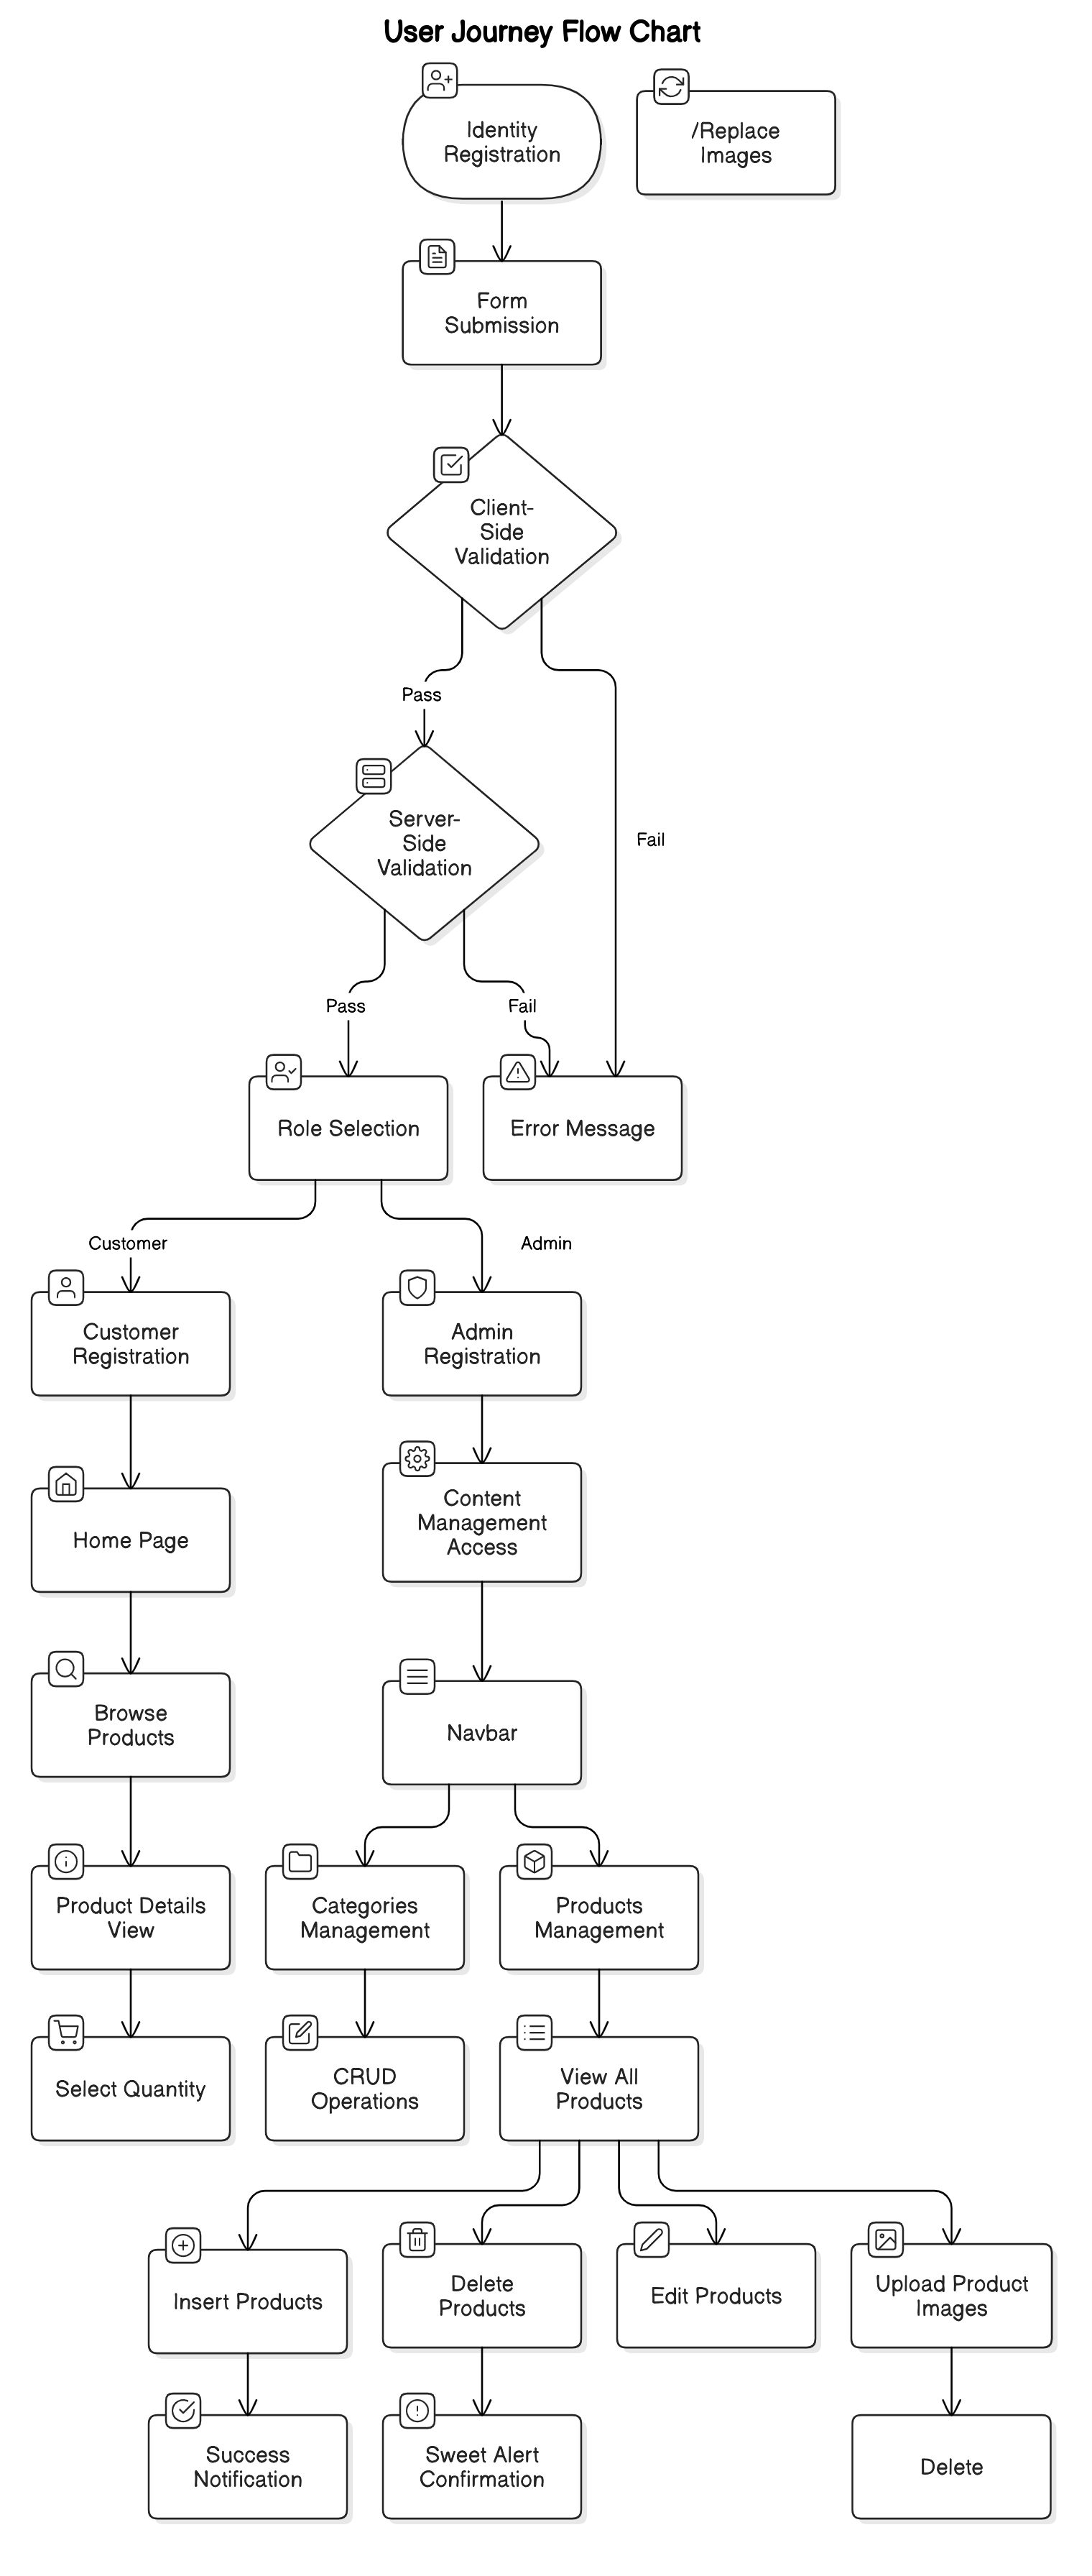 User Journey Flow Chart
Identity
Registration
/Replace
Images
Form
Submission
Client-
Side
Validation
Pass
Fail
Server-
Side
Validation
Pass
Fail
Role Selection
Error Message
Customer
Admin
Customer
Registration
Admin
Registration
Content
Management
Access
Home Page
Browse
Products
Navbar
Product Details
View
Categories
Management
Products
Management
Select Quantity
CRUD
Operations
View All
Products
Insert Products
Delete
Products
Edit Products
Upload Product
Images
Success
Notification
Sweet Alert
Confirmation
Delete